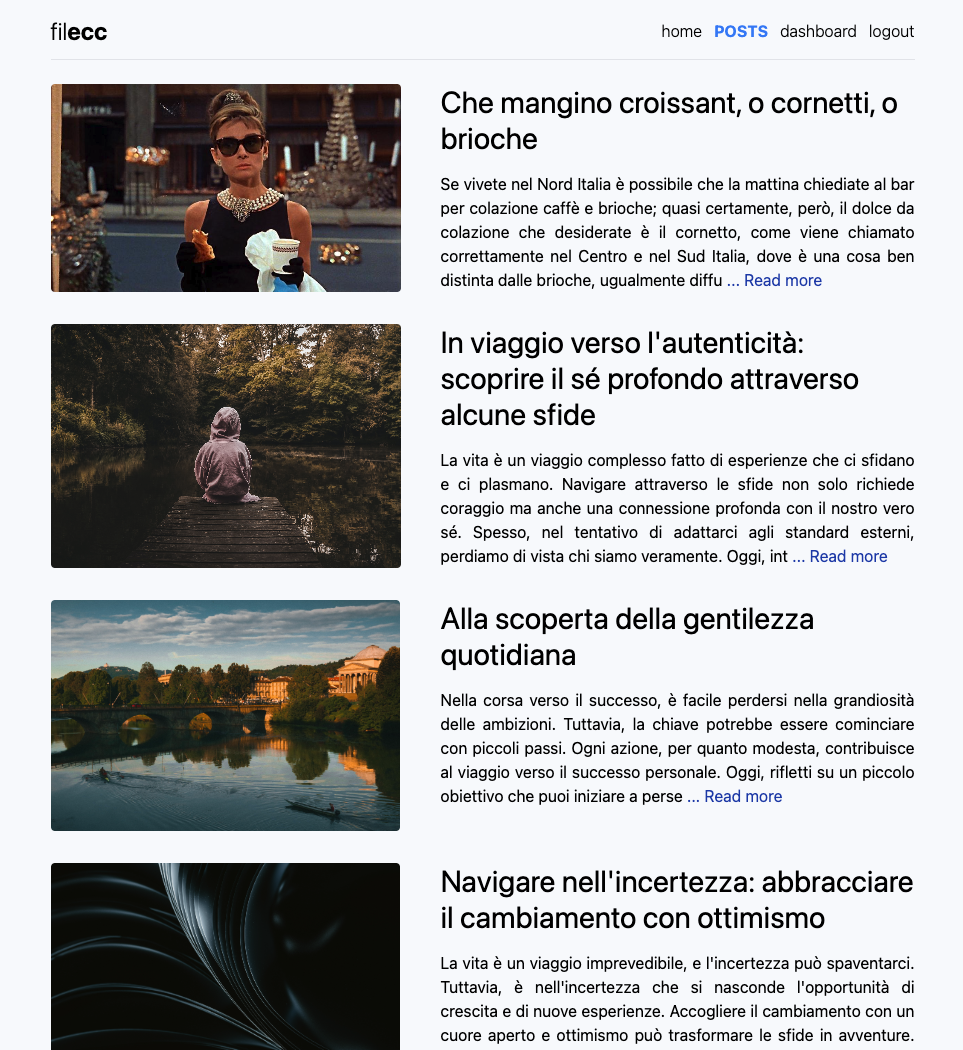 filecc
home POSTS dashboard logout
Che mangino croissant, o cornetti, o
brioche
Se vivete nel Nord Italia è possibile che la mattina chiediate al bar
per colazione caffè e brioche; quasi certamente, però, il dolce da
colazione che desiderate è il cornetto, come viene chiamato
correttamente nel Centro e nel Sud Italia, dove è una cosa ben
distinta dalle brioche, ugualmente diffu ... Read more
In viaggio verso l'autenticità:
scoprire il sé profondo attraverso
alcune sfide
La vita è un viaggio complesso fatto di esperienze che ci sfidano
e ci plasmano. Navigare attraverso le sfide non solo richiede
coraggio ma anche una connessione profonda con il nostro vero
sé. Spesso, nel tentativo di adattarci agli standard esterni,
perdiamo di vista chi siamo veramente. Oggi, int ... Read more
Alla scoperta della gentilezza
quotidiana
Nella corsa verso il successo, è facile perdersi nella grandiosità
delle ambizioni. Tuttavia, la chiave potrebbe essere cominciare
con piccoli passi. Ogni azione, per quanto modesta, contribuisce
al viaggio verso il successo personale. Oggi, rifletti su un piccolo
obiettivo che puoi iniziare a perse ... Read more
Navigare nell'incertezza: abbracciare
il cambiamento con ottimismo
La vita è un viaggio imprevedibile, e l'incertezza può spaventarci.
Tuttavia, è nell'incertezza che si nasconde l'opportunità di
crescita e di nuove esperienze. Accogliere il cambiamento con un
cuore aperto e ottimismo può trasformare le sfide in avventure.